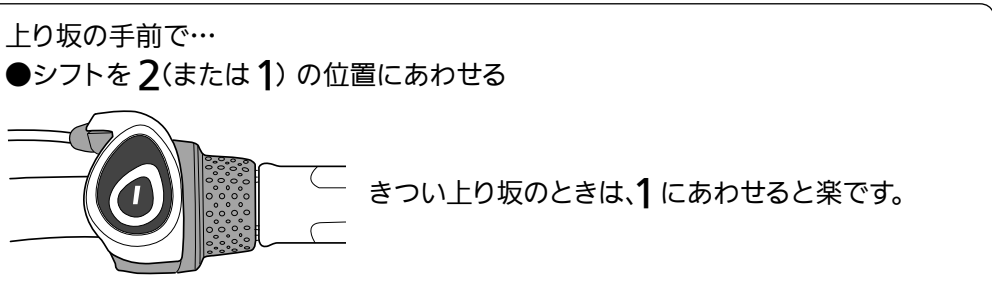 上り坂の手前で…
●シフトを2(または1) の位置にあわせる
1
きつい上り坂のときは、1 にあわせると楽です。